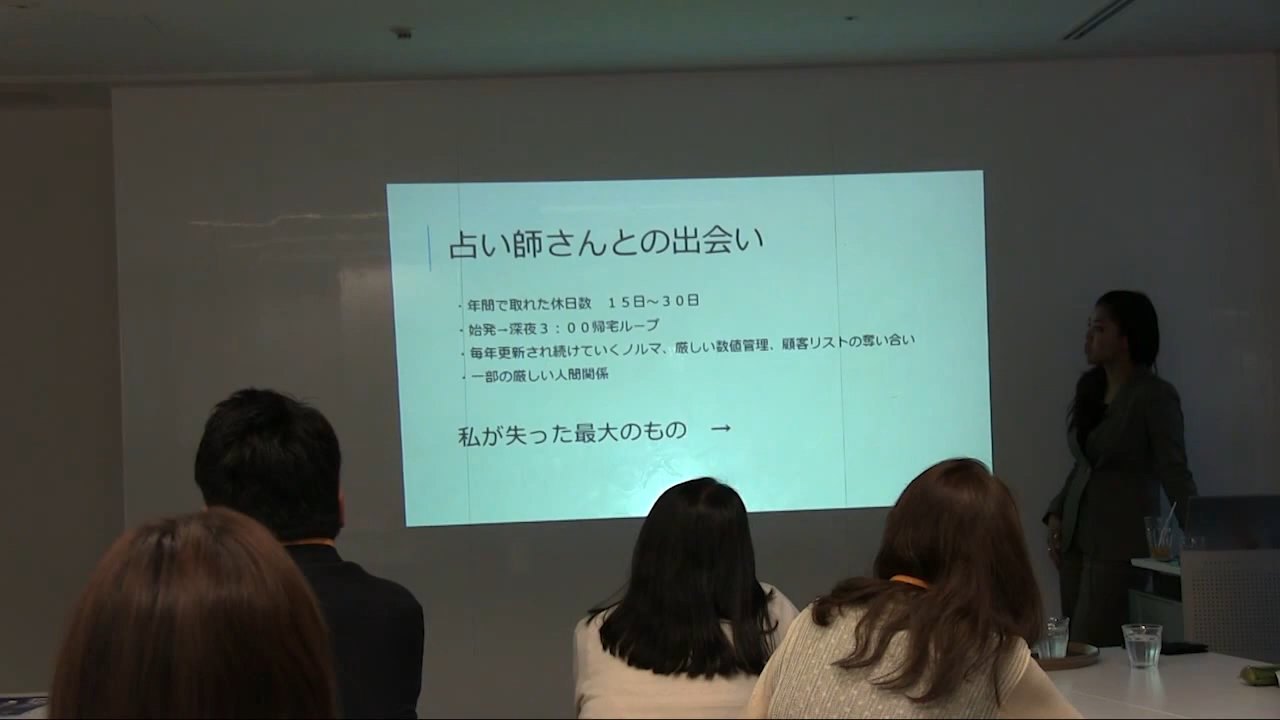 占い師さんとの出会い
・年間で取れた休日数　１５日～３０日
・始発→深夜３：００帰宅ループ
・毎年更新され続けていくノルマ、厳しい数値管理、顧客リストの奪い合い
・一部の厳しい人間関係
私が失った最大のもの　→